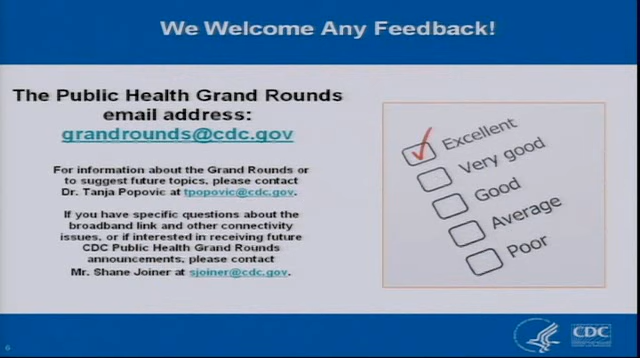 We Welcome Any Feedback!
The Public Health Grand Rounds
email address:
grandrounds@cdc.gov
For information about the Grand Rounds or
to suggest future topics, please contact
Dr. Tanja Popovic at tpopovic@cdc.gov.
If you have specific questions about the
broadband link and other connectivity
issues, or if interested in receiving future
CDC Public Health Grand Rounds
announcements, please contact
Mr. Shane Joiner at sjoiner@cdc.gov.
Excellent
Very good
Good
Average
Poor
6
CDC